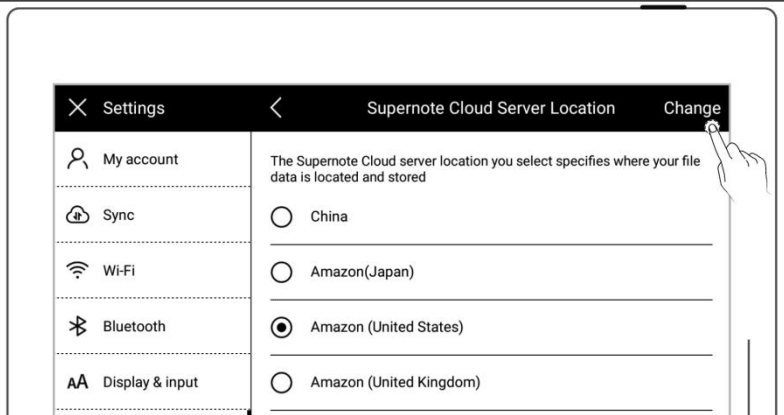 Settings
Supernote Cloud Server Location
Change
My account
The Supernote Cloud server location you select specifies where your file
data is located and stored
Sync
China
Wi-Fi
Amazon(Japan)
Bluetooth
Amazon (United States)
AA Display & input
Amazon (United Kingdom)